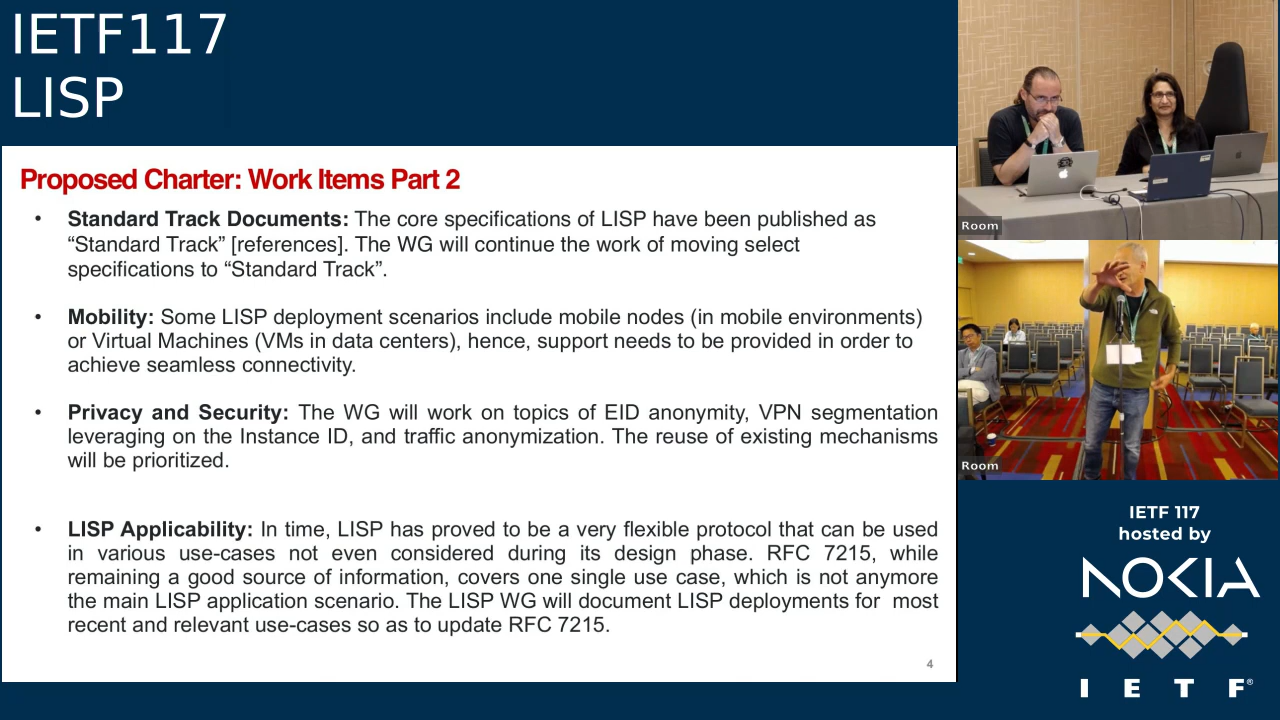 IETF117
LISP
Proposed Charter: Work Items Part 2
• Standard Track Documents: The core specifications of LISP have been published as
“Standard Track” [references]. The WG will continue the work of moving select
specifications to “Standard Track”.
• Mobility: Some LISP deployment scenarios include mobile nodes (in mobile environments)
or Virtual Machines (VMs in data centers), hence, support needs to be provided in order to
achieve seamless connectivity.
• Privacy and Security: The WG will work on topics of EID anonymity, VPN segmentation
leveraging on the Instance ID, and traffic anonymization. The reuse of existing mechanisms
will be prioritized.
• LISP Applicability: In time, LISP has proved to be a very flexible protocol that can be used
in various use-cases not even considered during its design phase. RFC 7215, while
remaining a good source of information, covers one single use case, which is not anymore
the main LISP application scenario. The LISP WG will document LISP deployments for most
recent and relevant use-cases so as to update RFC 7215.
4
Room
Room
IETF 117
hosted by
NOKIA
I E T F®